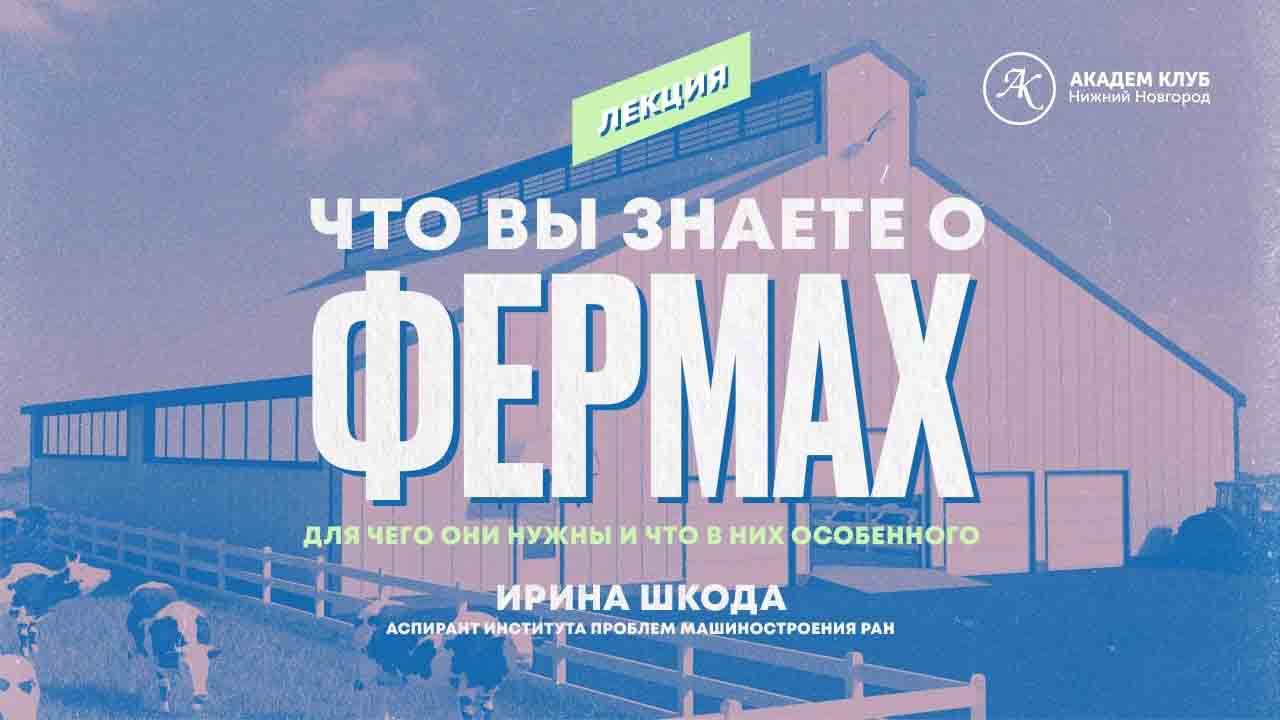 ЛЕКЦИЯ
АКАДЕМ КЛУБ
Нижний Новгород
ЧТО ВЫ ЗНАЕТЕ О
ФЕРМАХ
ДЛЯ ЧЕГО ОНИ НУЖНЫ И ЧТО В НИХ ОСОБЕННОГО
ИРИНА ШКОДА
АСПИРАНТ ИНСТИТУТА ПРОБЛЕМ МАШИНОСТРОЕНИЯ РАН